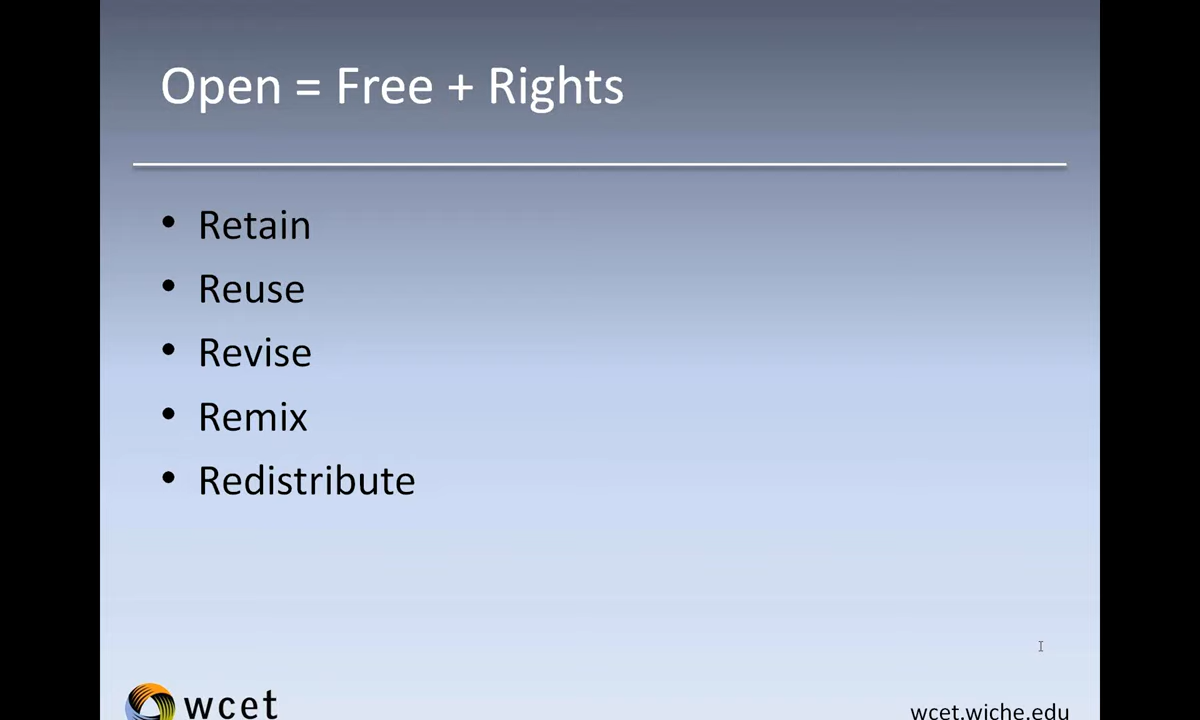 Open = Free + Rights
• Retain
• Reuse
• Revise
• Remix
• Redistribute
wcet
wcet.wiche.edu